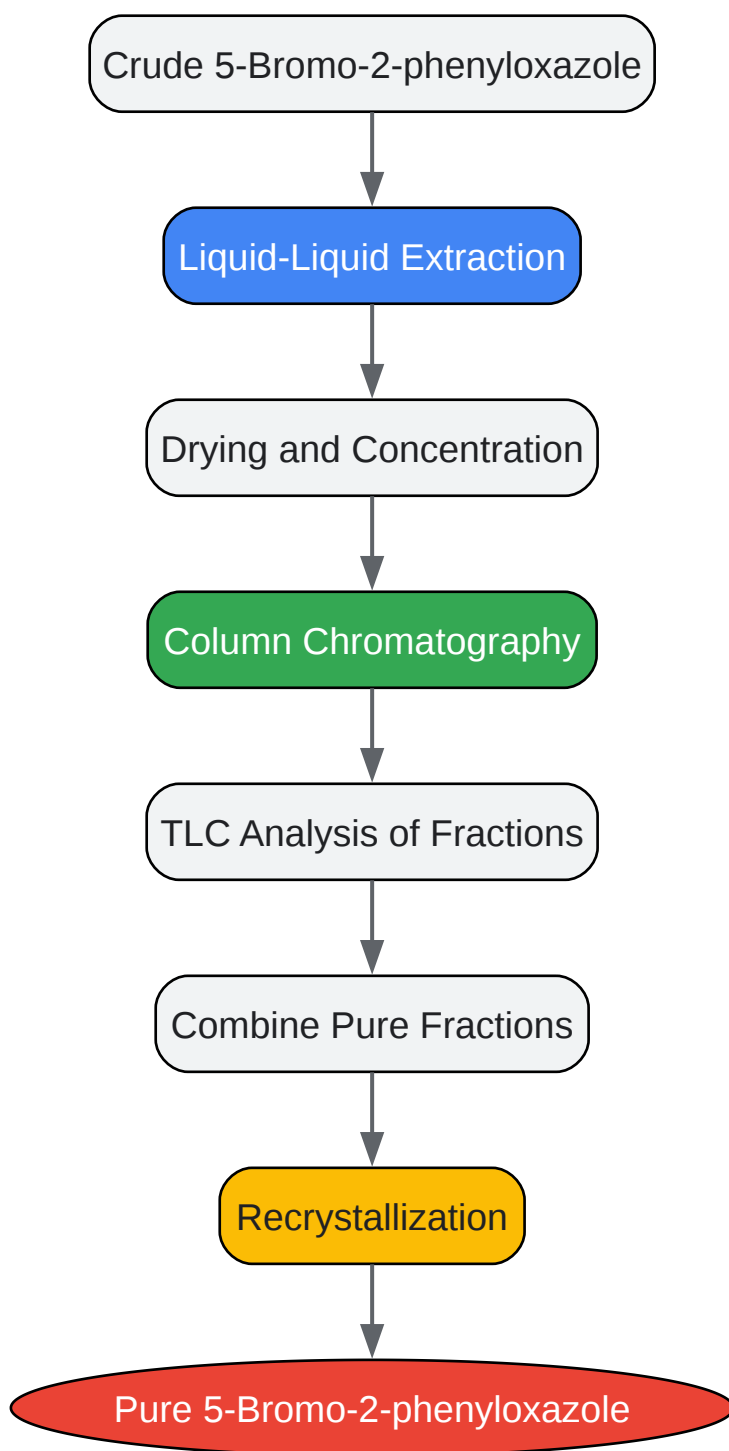 Crude 5-Bromo-2-phenyloxazole
Liquid-Liquid Extraction
Drying and Concentration
Column Chromatography
TLC Analysis of Fractions
Combine Pure Fractions
Recrystallization
Pure 5-Bromo-2-phenyloxazole